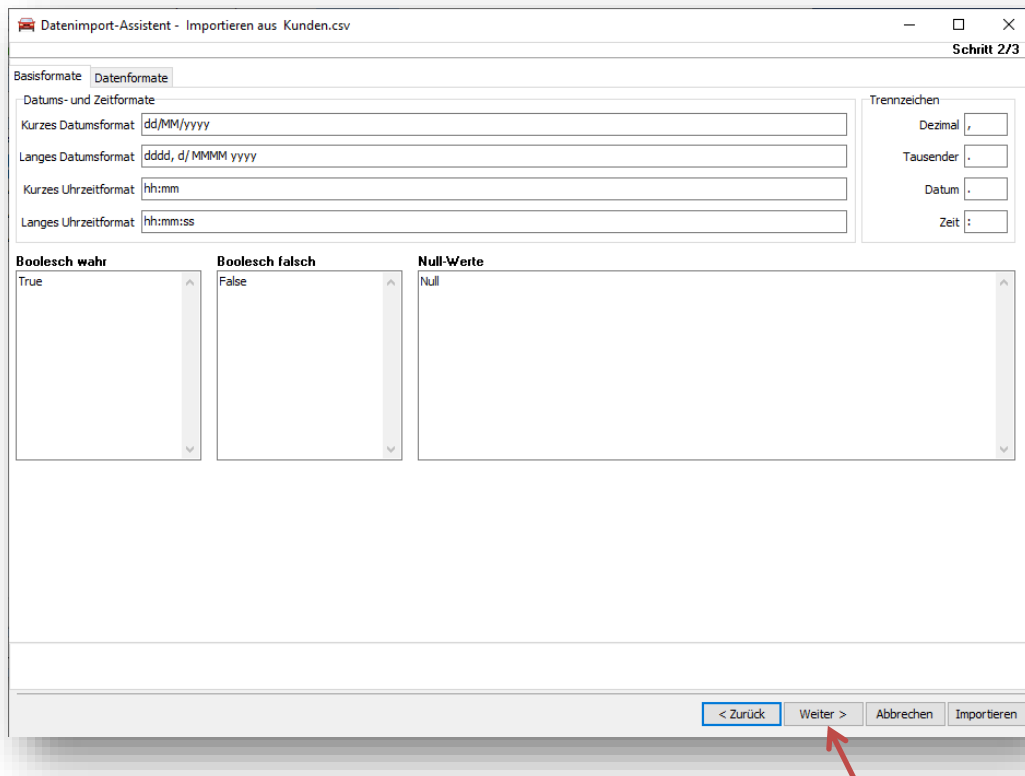 Datenimport-Assistent - Importieren aus Kunden.csv
Schritt 2/3
Basisformate Datenformate
Datums- und Zeitformate
Kurzes Datumsformat dd/MM/yyyy
Langes Datumsformat dddd, d/ MMMM yyyy
Kurzes Uhrzeitformat hh:mm
Langes Uhrzeitformat hh:mm:ss
Trennzeichen
Dezimal ,
Tausender .
Datum .
Zeit :
Boolesch wahr
True
Boolesch falsch
False
Null-Werte
Null
< Zurück Weiter > Abbrechen Importieren